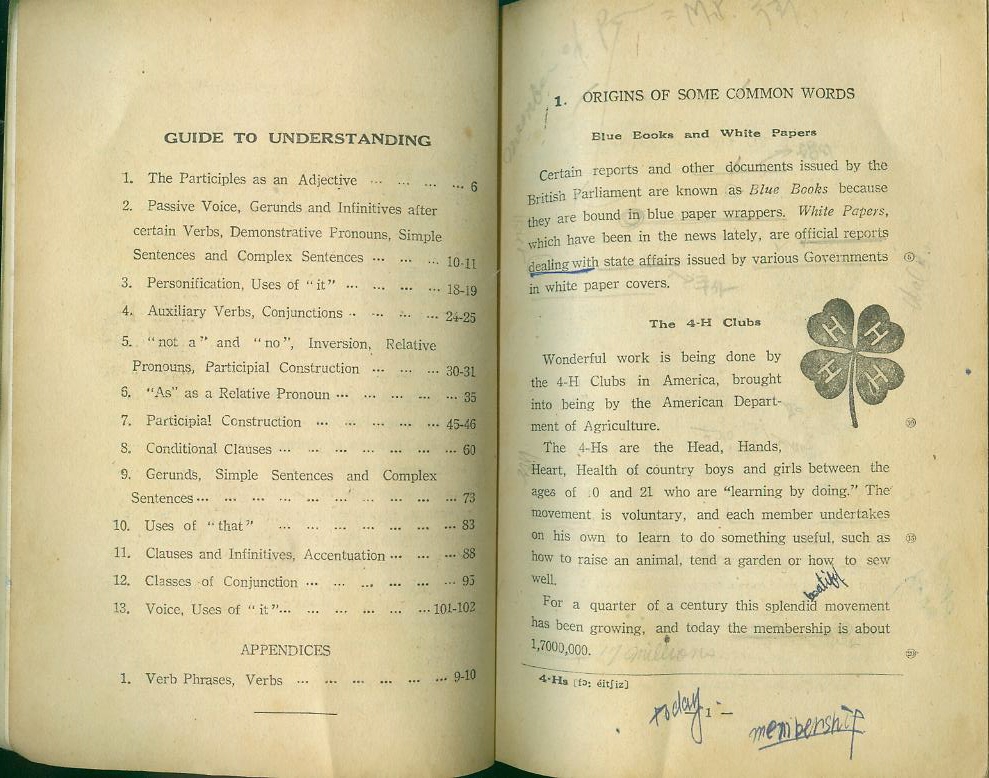 GUIDE TO UNDERSTANDING
1. The Participles as an Adjective ... ... ... ... 6
2. Passive Voice, Gerunds and Infinitives after
certain Verbs, Demonstrative Pronouns, Simple
Sentences and Complex Sentences ... ... ... 10-11
3. Personification, Uses of "it" ... ... ... ... 18-19
4. Auxiliary Verbs, Conjunctions .. ... ... ... 24-25
5. "not a" and "no", Inversion, Relative
Pronouns, Participial Construction ... ... ... 30-31
6. "As" as a Relative Pronoun ... ... ... ... ... 35
7. Participial Construction ... ... ... ... ... 45-46
8. Conditional Clauses ... ... ... ... ... ... ... 60
9. Gerunds, Simple Sentences and Complex
Sentences ... ... ... ... ... ... ... ... ... ... 73
10. Uses of "that" ... ... ... ... ... ... ... 83
11. Clauses and Infinitives, Accentuation ... ... ... 88
12. Classes of Conjunction ... ... ... ... ... ... 95
13. Voice, Uses of "it" ... ... ... ... ... ... 101-102
APPENDICES
1. Verb Phrases, Verbs ... ... ... ... ... ... 9-10
1. ORIGINS OF SOME COMMON WORDS
Blue Books and White Papers
Certain reports and other documents issued by the
British Parliament are known as Blue Books because
they are bound in blue paper wrappers. White Papers,
which have been in the news lately, are official reports
dealing with state affairs issued by various Governments
in white paper covers.
The 4-H Clubs
H H
H H
Wonderful work is being done by
the 4-H Clubs in America, brought
into being by the American Depart-
ment of Agriculture.
The 4-Hs are the Head, Hands,
Heart, Health of country boys and girls between the
ages of :0 and 21 who are "learning by doing." The
movement is voluntary, and each member undertakes
on his own to learn to do something useful, such as
how to raise an animal, tend a garden or how to sew
well.
For a quarter of a century this splendid movement
has been growing, and today the membership is about
1,7000,000. 17 millions
4-Hs [fɔː éitʃiz]
today - 1 -
membership